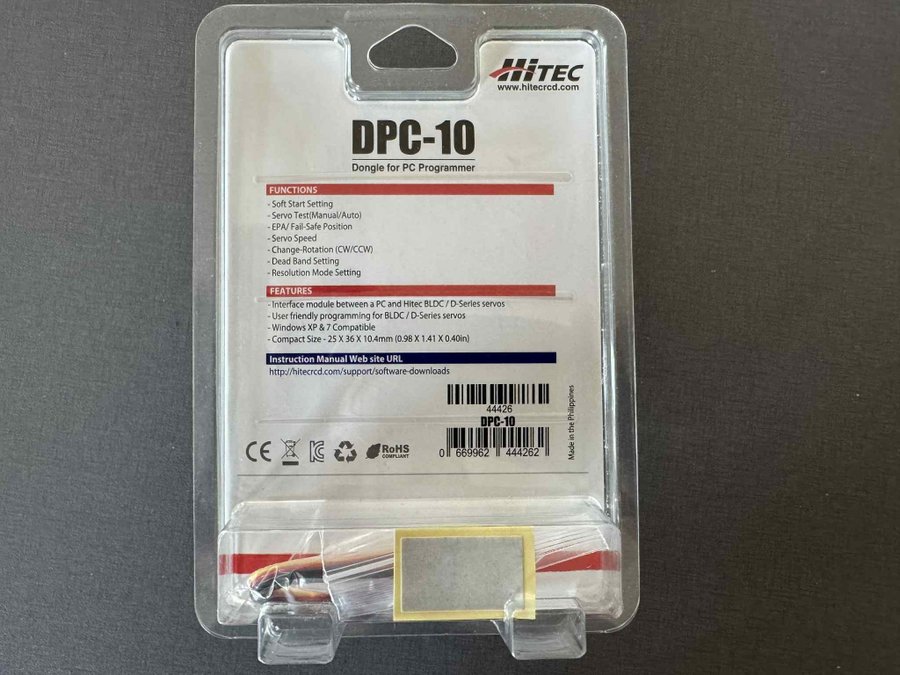 HiTEC
www.hitecrcd.com
DPC-10
Dongle for PC Programmer
FUNCTIONS
- Soft Start Setting
- Servo Test(Manual/Auto)
- EPA/ Fail-Safe Position
- Servo Speed
- Change-Rotation (CW/CCW)
- Dead Band Setting
- Resolution Mode Setting
FEATURES
- Interface module between a PC and Hitec BLDC / D-Series servos
- User friendly programming for BLDC / D-Series servos
- Windows XP & 7 Compatible
- Compact Size - 25 X 36 X 10.4mm (0.98 X 1.41 X 0.40in)
Instruction Manual Web site URL
http://hitecrcd.com/support/software-downloads
44426
DPC-10
0 669962 444262
Made in the Philippines
CE
RoHS
COMPLIANT